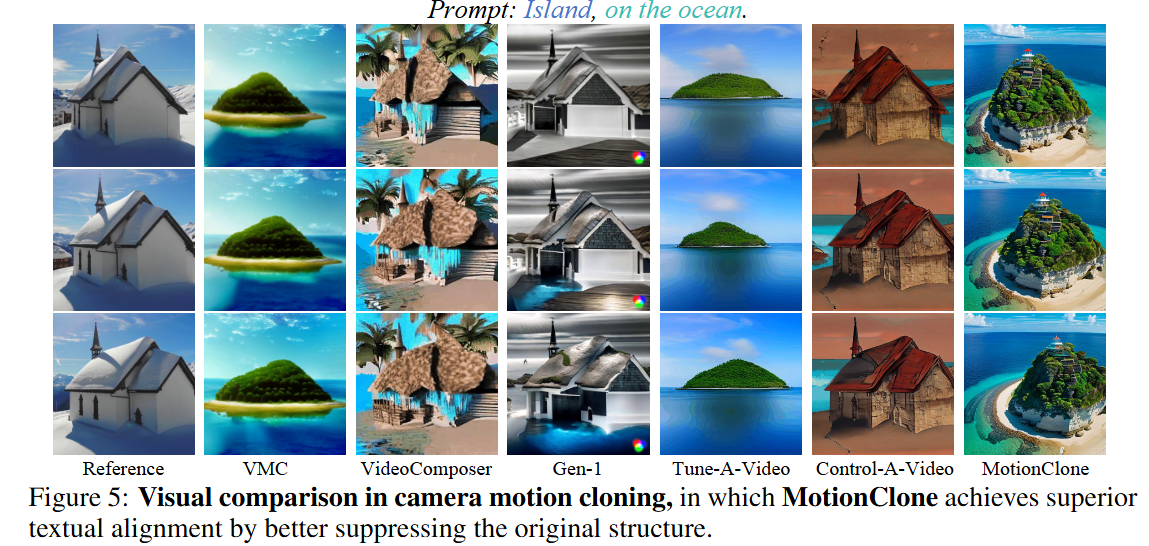 Prompt: Island, on the ocean.
Reference VMC VideoComposer Gen-1 Tune-A-Video Control-A-Video MotionClone
Figure 5: Visual comparison in camera motion cloning, in which MotionClone achieves superior
textual alignment by better suppressing the original structure.